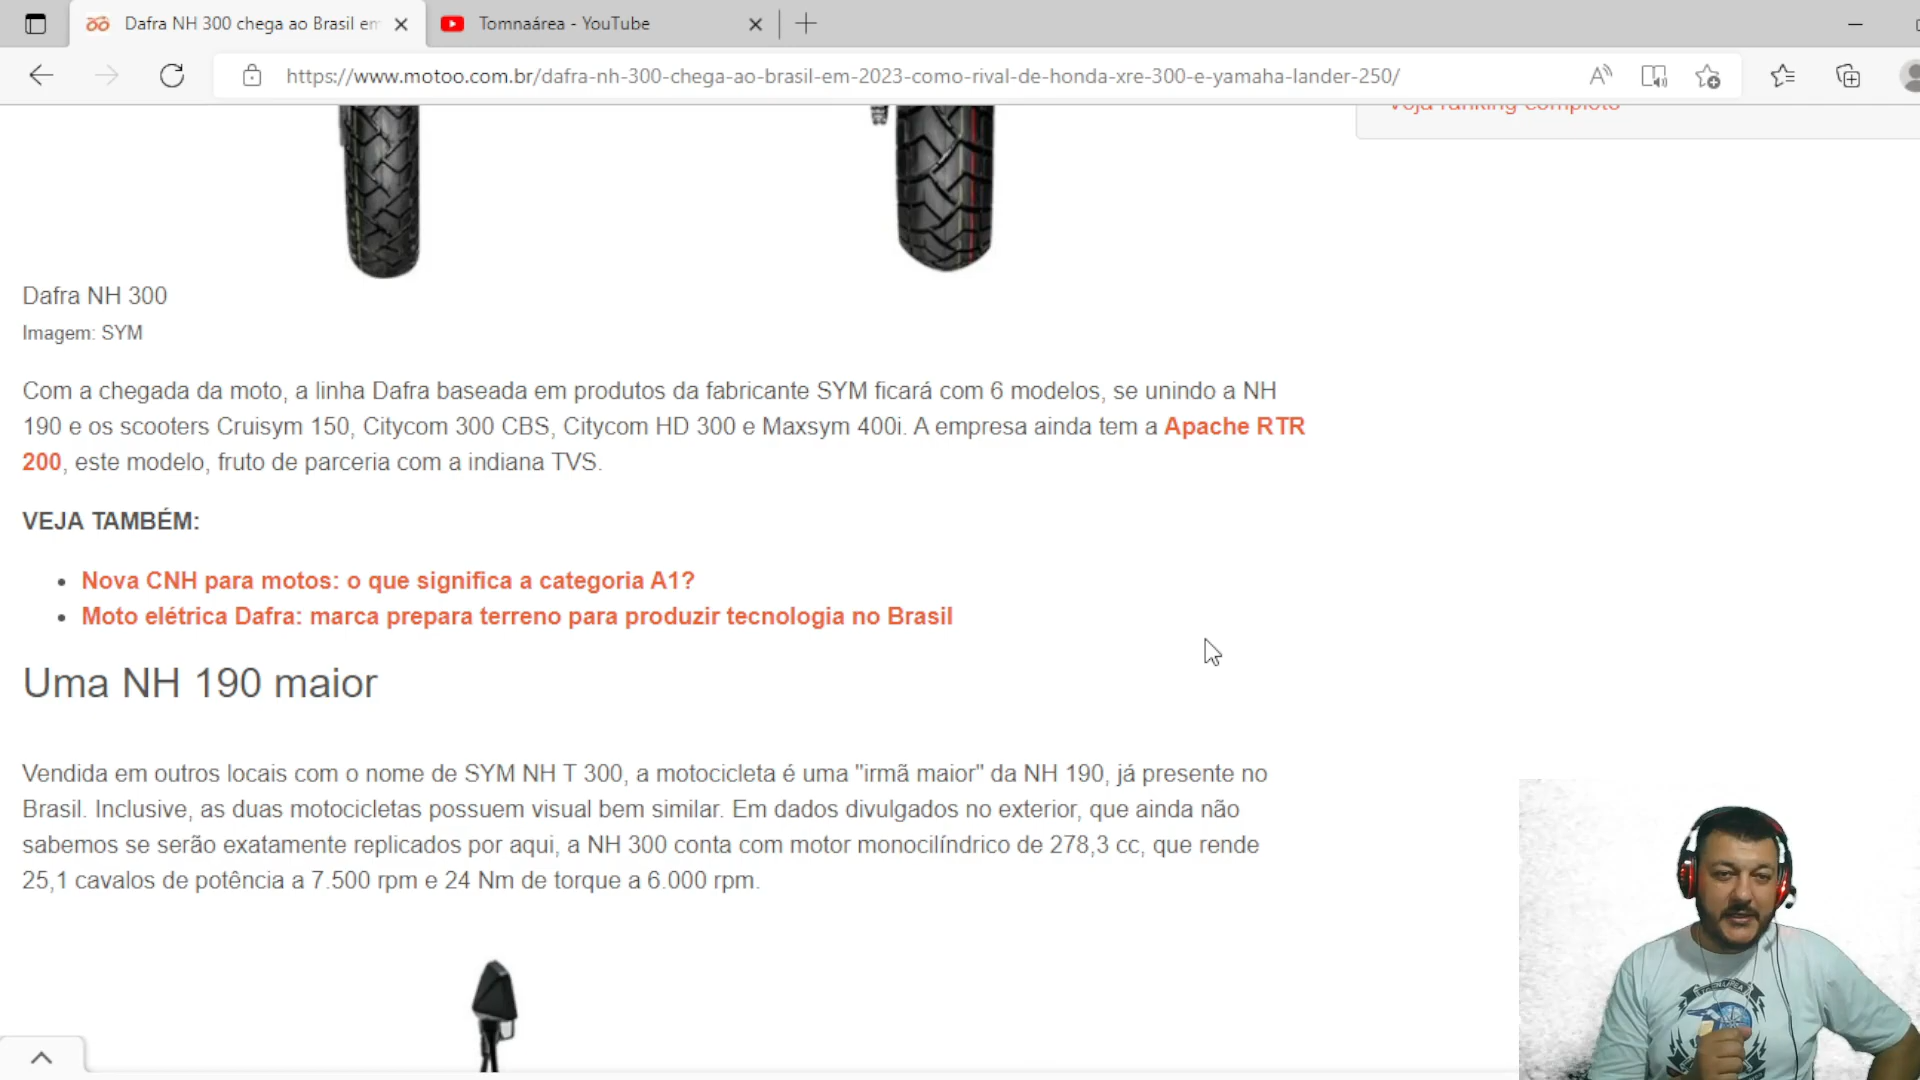 Dafra NH 300 chega ao Brasil em
Tomnaárea - YouTube
https://www.motoo.com.br/dafra-nh-300-chega-ao-brasil-em-2023-como-rival-de-honda-xre-300-e-yamaha-lander-250/
Veja ranking completo
Dafra NH 300
Imagem: SYM
Com a chegada da moto, a linha Dafra baseada em produtos da fabricante SYM ficará com 6 modelos, se unindo a NH
190 e os scooters Cruisym 150, Citycom 300 CBS, Citycom HD 300 e Maxsym 400i. A empresa ainda tem a Apache RTR
200, este modelo, fruto de parceria com a indiana TVS.
VEJA TAMBÉM:
Nova CNH para motos: o que significa a categoria A1?
Moto elétrica Dafra: marca prepara terreno para produzir tecnologia no Brasil
Uma NH 190 maior
Vendida em outros locais com o nome de SYM NH T 300, a motocicleta é uma "irmã maior" da NH 190, já presente no
Brasil. Inclusive, as duas motocicletas possuem visual bem similar. Em dados divulgados no exterior, que ainda não
sabemos se serão exatamente replicados por aqui, a NH 300 conta com motor monocilíndrico de 278,3 cc, que rende
25,1 cavalos de potência a 7.500 rpm e 24 Nm de torque a 6.000 rpm.